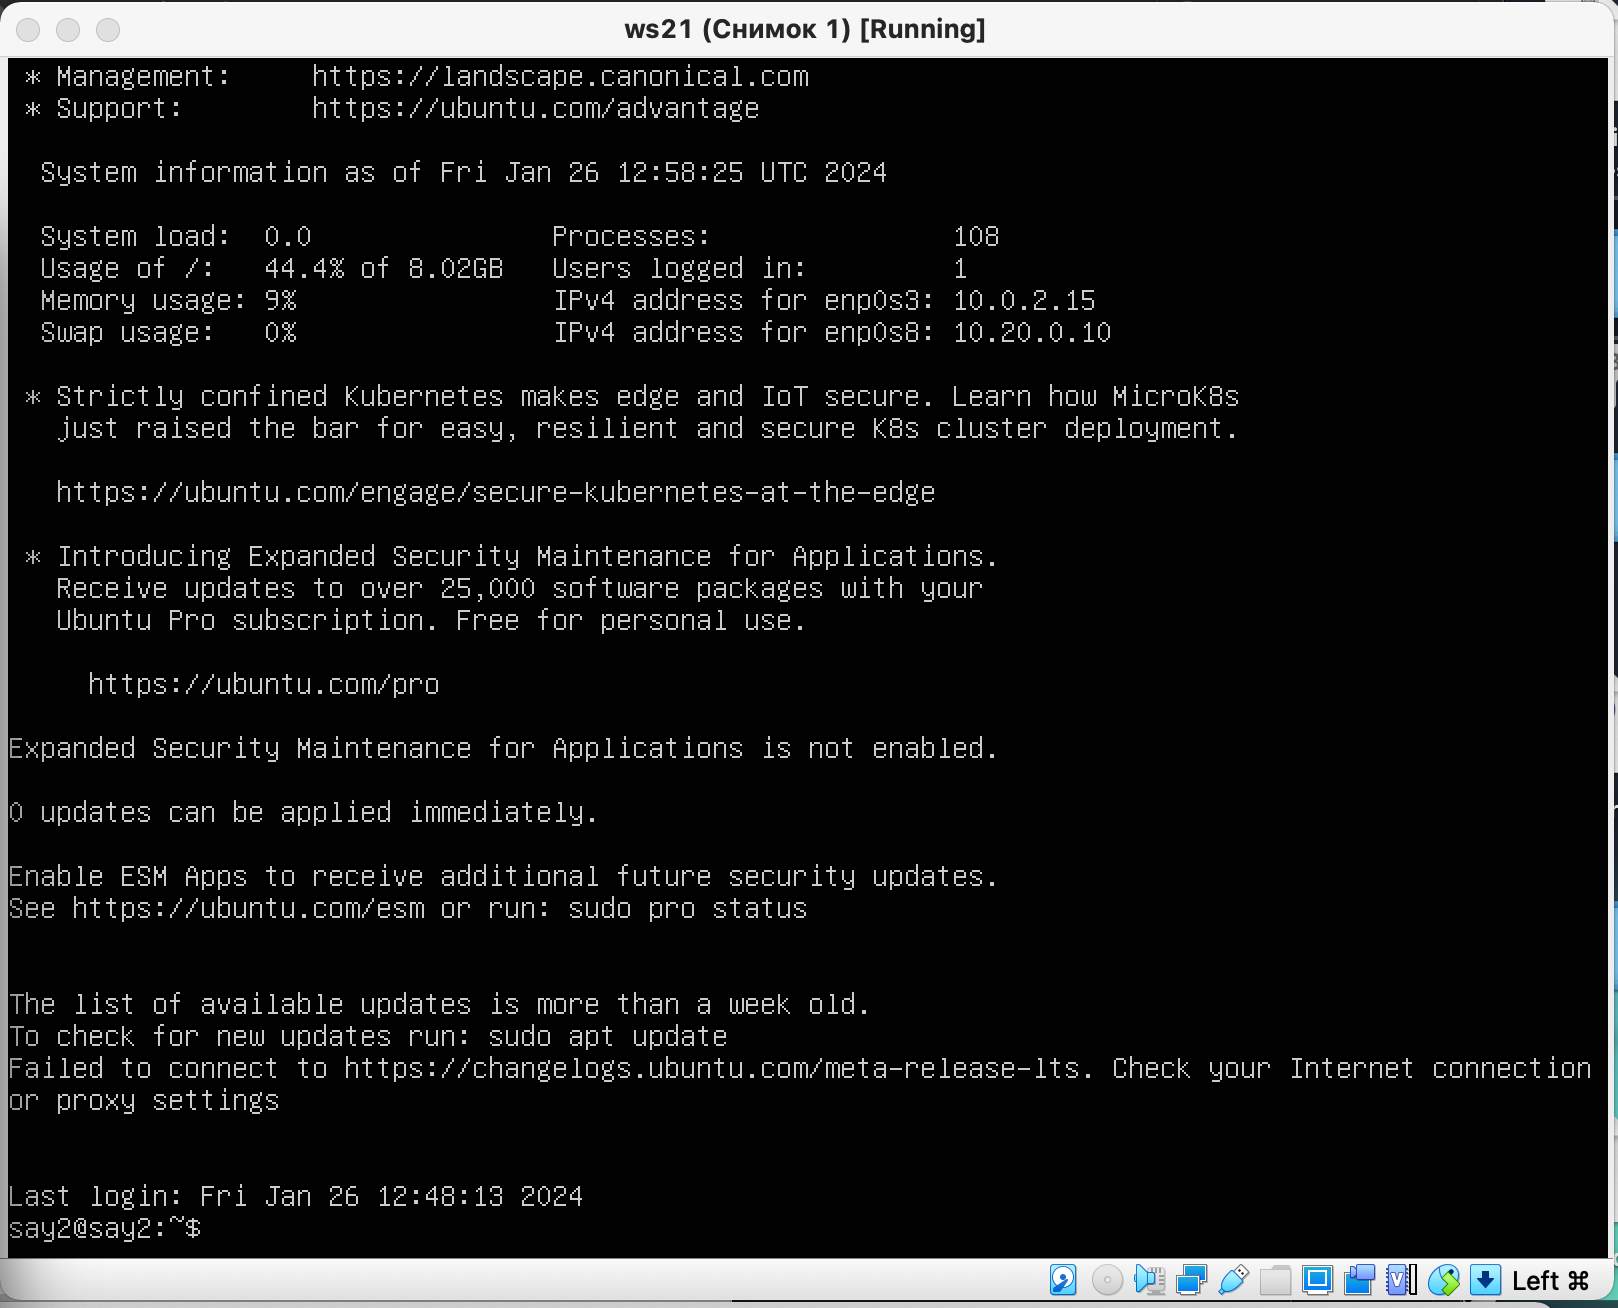 ws21 (Снимок 1) [Running]
* Management:     https://landscape.canonical.com
* Support:        https://ubuntu.com/advantage
System information as of Fri Jan 26 12:58:25 UTC 2024
System load:  0.0               Processes:               108
Usage of /:   44.4% of 8.02GB   Users logged in:         1
Memory usage: 9%                IPv4 address for enp0s3: 10.0.2.15
Swap usage:   0%                IPv4 address for enp0s8: 10.20.0.10
* Strictly confined Kubernetes makes edge and IoT secure. Learn how MicroK8s
just raised the bar for easy, resilient and secure K8s cluster deployment.
https://ubuntu.com/engage/secure-kubernetes-at-the-edge
* Introducing Expanded Security Maintenance for Applications.
Receive updates to over 25,000 software packages with your
Ubuntu Pro subscription. Free for personal use.
https://ubuntu.com/pro
Expanded Security Maintenance for Applications is not enabled.
0 updates can be applied immediately.
Enable ESM Apps to receive additional future security updates.
See https://ubuntu.com/esm or run: sudo pro status
The list of available updates is more than a week old.
To check for new updates run: sudo apt update
Failed to connect to https://changelogs.ubuntu.com/meta-release-lts. Check your Internet connection
or proxy settings
Last login: Fri Jan 26 12:48:13 2024
say2@say2:~$
Left ⌘